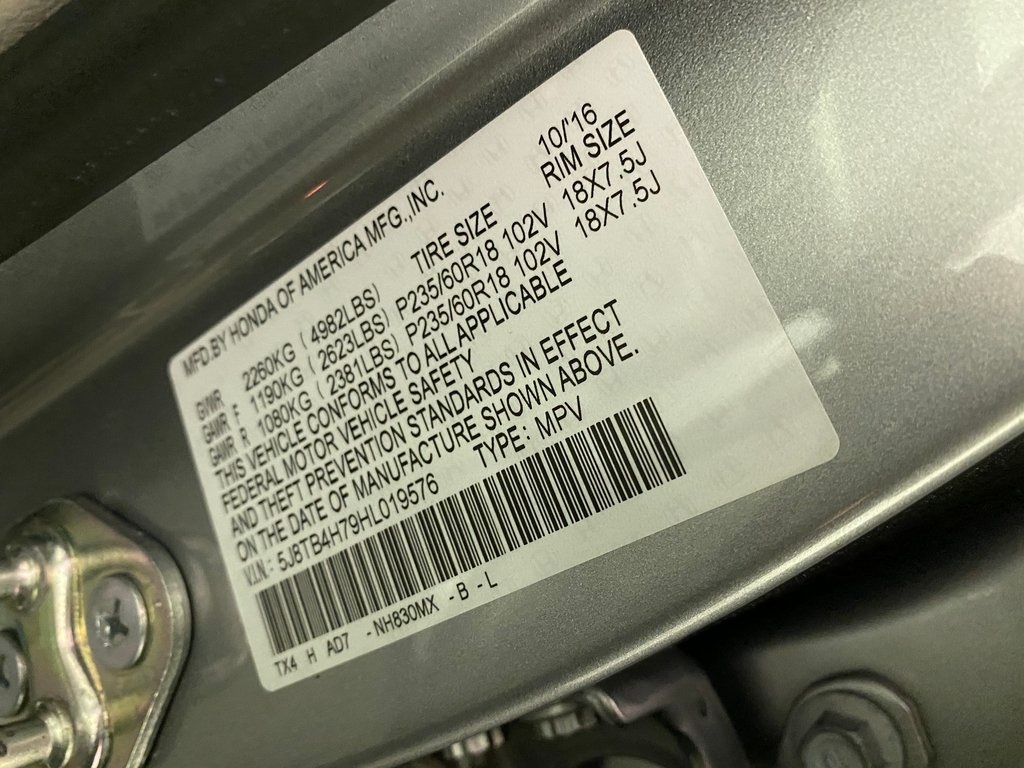 MFD.BY HONDA OF AMERICA MFG.,INC. 10/'16
TIRE SIZE RIM SIZE
GWR 2260KG ( 4982LBS)
GHWR F 1190KG ( 2623LBS) P235/60R18 102V 18X7.5J
GHWR R 1080KG ( 2381LBS) P235/60R18 102V 18X7.5J
THIS VEHICLE CONFORMS TO ALL APPLICABLE
FEDERAL MOTOR VEHICLE SAFETY
AND THEFT PREVENTION STANDARDS IN EFFECT
ON THE DATE OF MANUFACTURE SHOWN ABOVE.
V.I.N.: 5J8TB4H79HL019576 TYPE: MPV
TX4 H AD7 -NH830MX -B -L